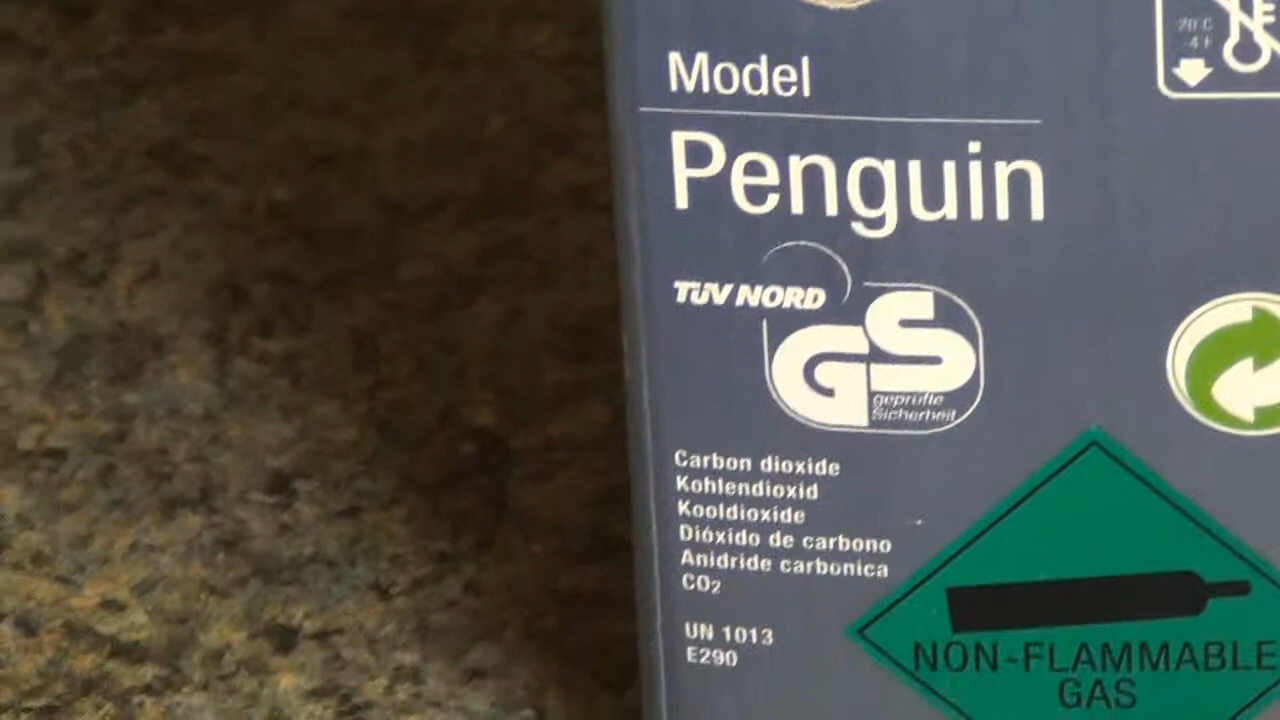 20 C
Model
Penguin
TÜV NORD
GS
geprüfte
Sicherheit
Carbon dioxide
Kohlendioxid
Kooldioxide
Dióxido de carbono
Anidride carbonica
CO₂
UN 1013
E290
NON-FLAMMABLE
GAS